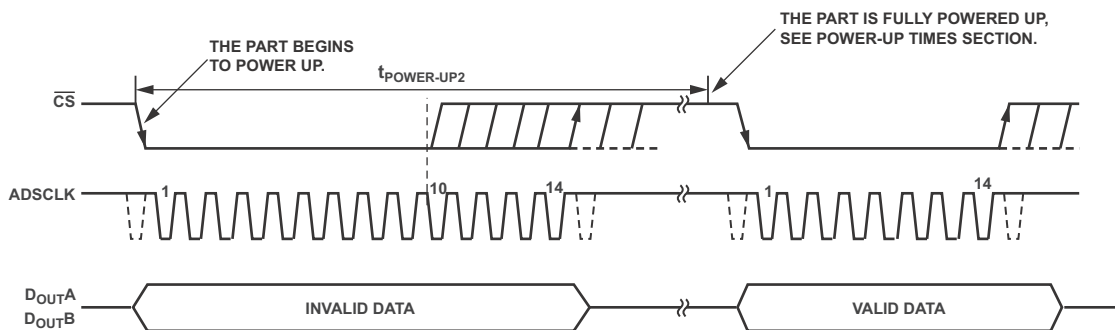 THE PART IS FULLY POWERED UP,
SEE POWER-UP TIMES SECTION.
THE PART BEGINS
TO POWER UP.
tPOWER-UP2
CS
ADSCLK
1
10
14
1
14
DOUTA
DOUTB
INVALID DATA
VALID DATA